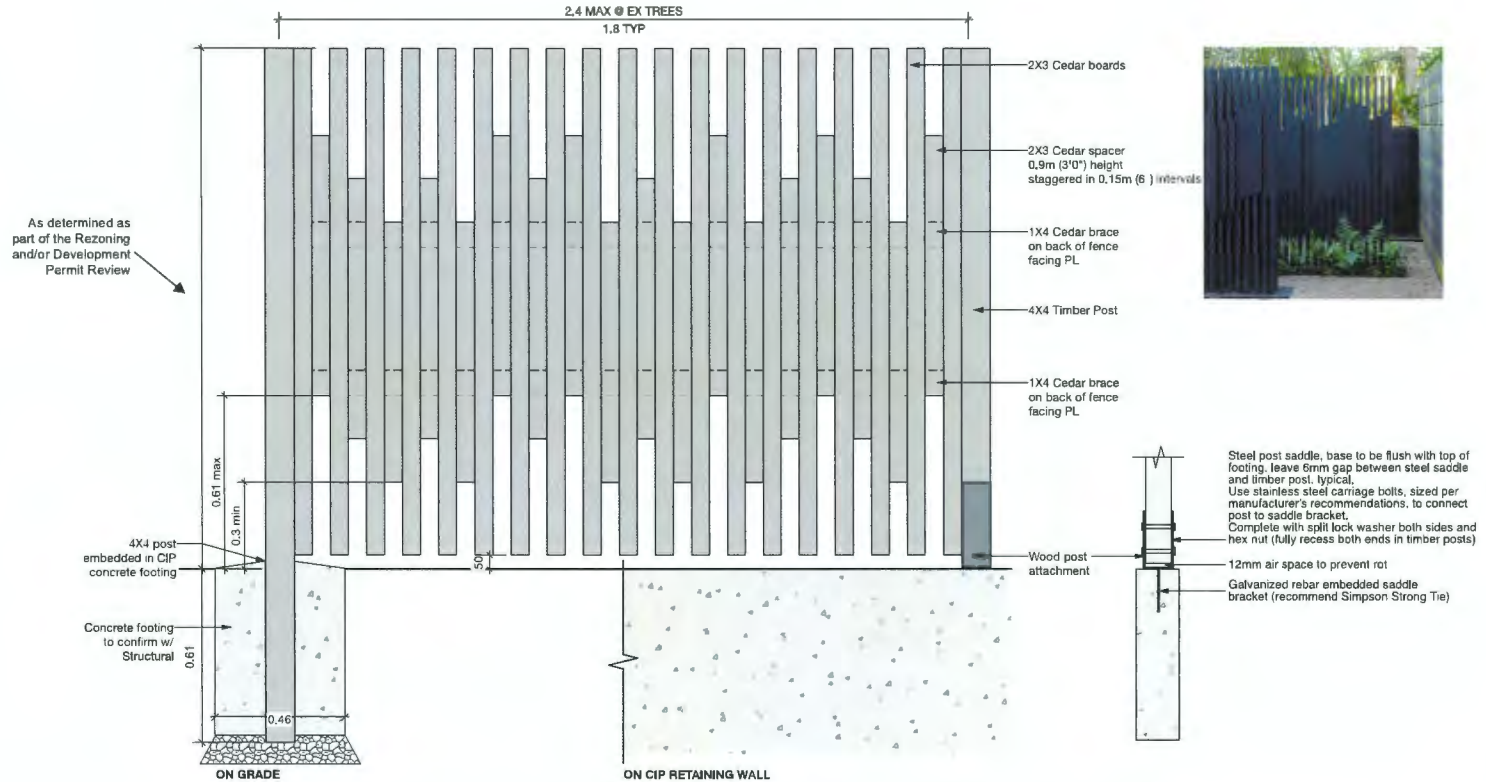 2.4 MAX @ EX TREES
1.8 TYP
2X3 Cedar boards
2X3 Cedar spacer
0.9m (3'0") height
staggered in 0.15m (6 ) intervals
1X4 Cedar brace
on back of fence
facing PL
As determined as
part of the Rezoning
and/or Development
Permit Review
4X4 Timber Post
1X4 Cedar brace
on back of fence
facing PL
0.61 max
0.3 min
4X4 post
embedded in CIP
concrete footing
50
Wood post
attachment
Steel post saddle, base to be flush with top of
footing, leave 6mm gap between steel saddle
and timber post, typical.
Use stainless steel carriage bolts, sized per
manufacturer's recommendations, to connect
post to saddle bracket.
Complete with split lock washer both sides and
hex nut (fully recess both ends in timber posts)
12mm air space to prevent rot
Galvanized rebar embedded saddle
bracket (recommend Simpson Strong Tie)
Concrete footing
to confirm w/
Structural
0.61
0.46
ON GRADE
ON CIP RETAINING WALL